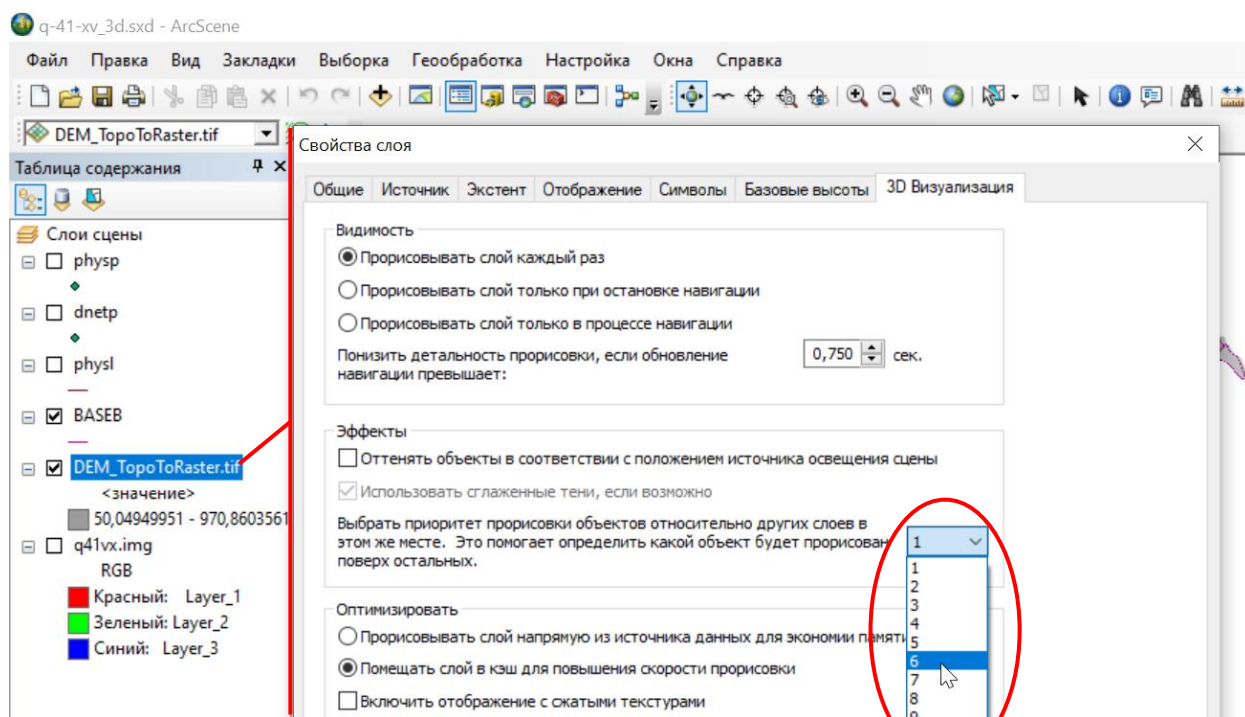 q-41-xv_3d.sxd - ArcScene
Файл Правка Вид Закладки Выборка Геообработка Настройка Окна Справка
DEM_TopoToRaster.tif
Таблица содержания
Слои сцены
physp
dnetp
physl
BASEB
DEM_TopoToRaster.tif
<значение>
50,04949951 - 970,8603561
q41vx.img
RGB
Красный: Layer_1
Зеленый: Layer_2
Синий: Layer_3
Свойства слоя
Общие Источник Экстент Отображение Символы Базовые высоты 3D Визуализация
Видимость
Прорисовывать слой каждый раз
Прорисовывать слой только при остановке навигации
Прорисовывать слой только в процессе навигации
Понизить детальность прорисовки, если обновление 0,750 сек.
навигации превышает:
Эффекты
Оттенять объекты в соответствии с положением источника освещения сцены
Использовать сглаженные тени, если возможно
Выбрать приоритет прорисовки объектов относительно других слоев в
этом же месте. Это помогает определить какой объект будет прорисован 1
поверх остальных.
1
2
3
4
5
6
7
8
9
Оптимизировать
Прорисовывать слой напрямую из источника данных для экономии памяти
Помещать слой в кэш для повышения скорости прорисовки
Включить отображение с сжатыми текстурами